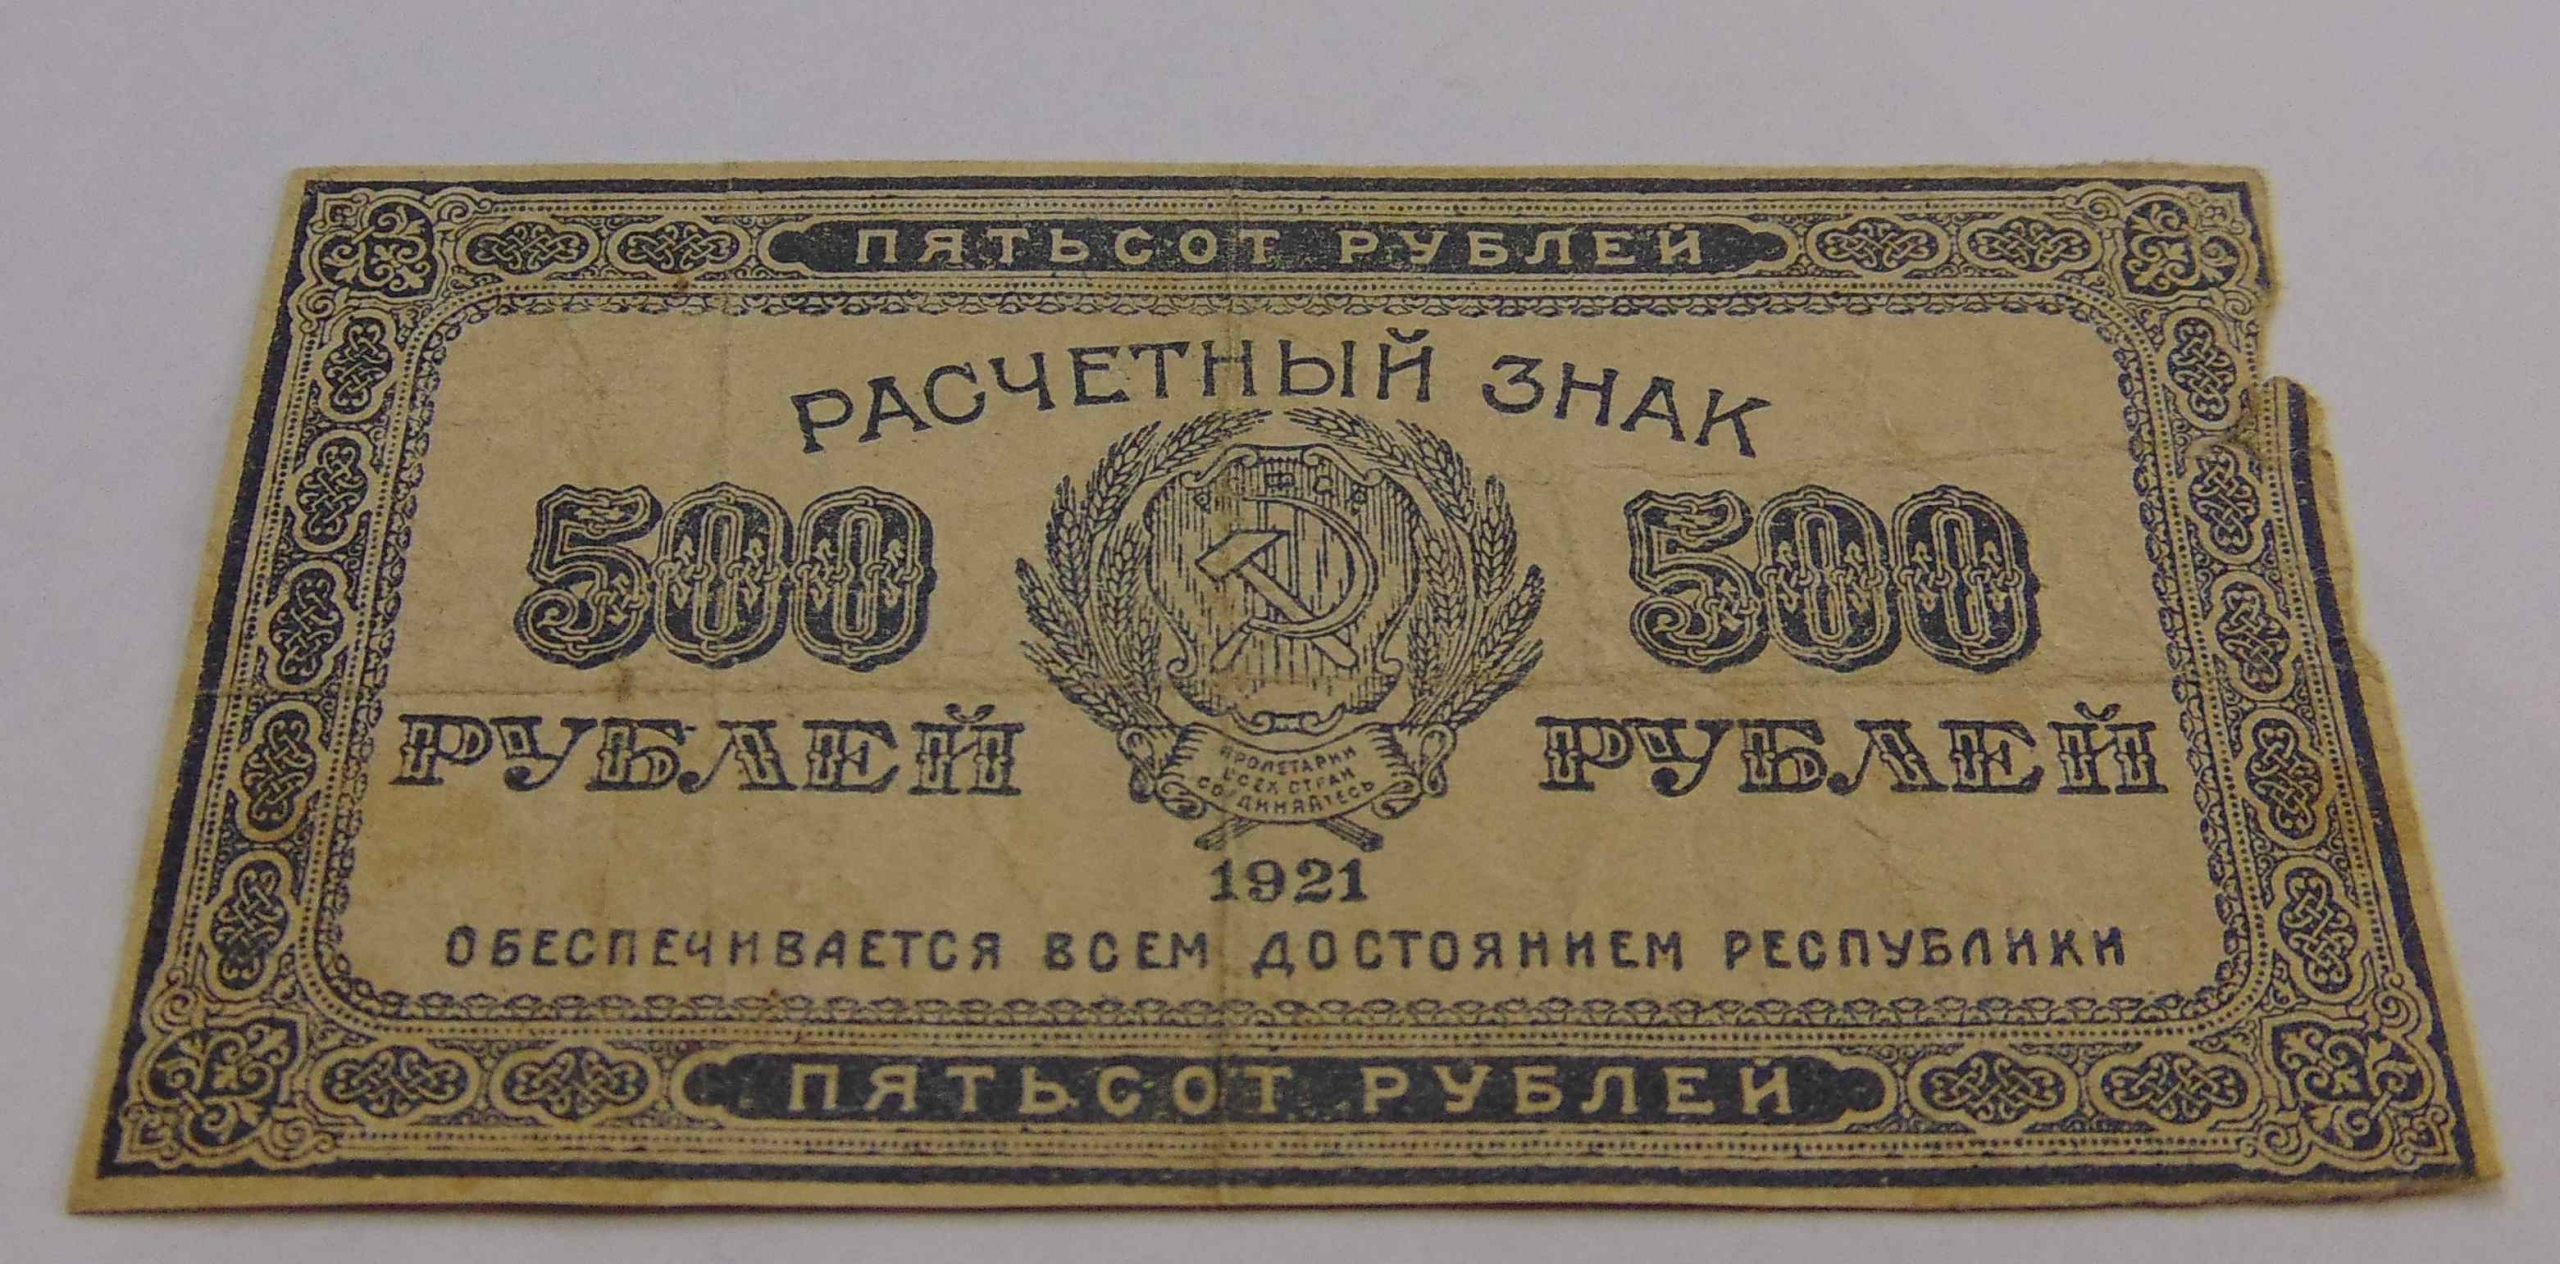 ПЯТЬСОТ РУБЛЕЙ
РАСЧЕТНЫЙ ЗНАК
Р.С.Ф.С.Р.
500 500
РУБЛЕЙ РУБЛЕЙ
ПРОЛЕТАРИИ
ВСЕХ СТРАН
СОЕДИНЯЙТЕСЬ
1921
ОБЕСПЕЧИВАЕТСЯ ВСЕМ ДОСТОЯНИЕМ РЕСПУБЛИКИ
ПЯТЬСОТ РУБЛЕЙ